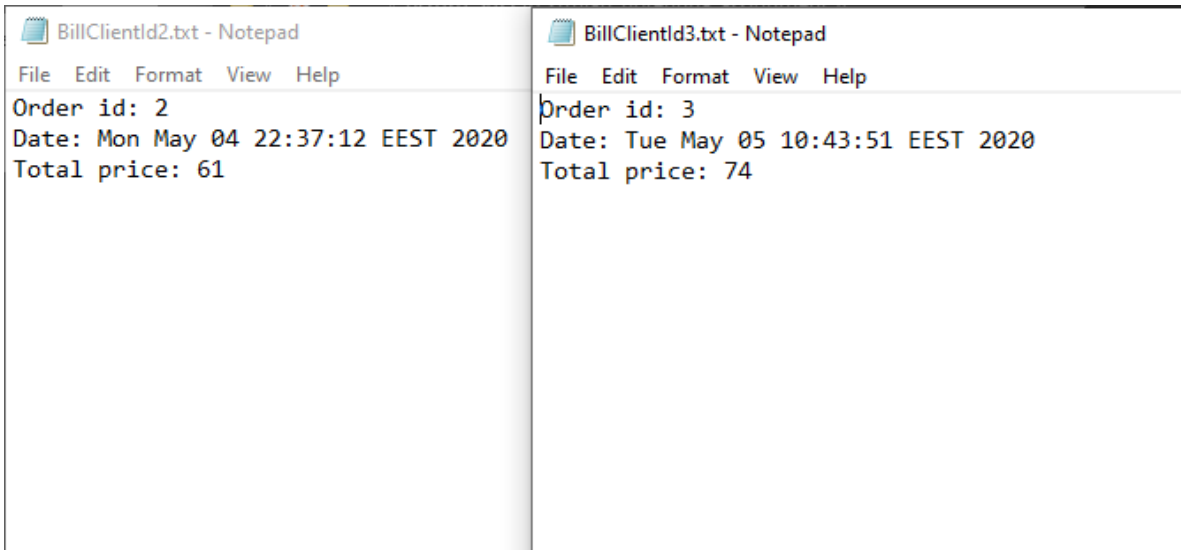 BillClientId2.txt - Notepad
File Edit Format View Help
Order id: 2
Date: Mon May 04 22:37:12 EEST 2020
Total price: 61
BillClientId3.txt - Notepad
File Edit Format View Help
Order id: 3
Date: Tue May 05 10:43:51 EEST 2020
Total price: 74